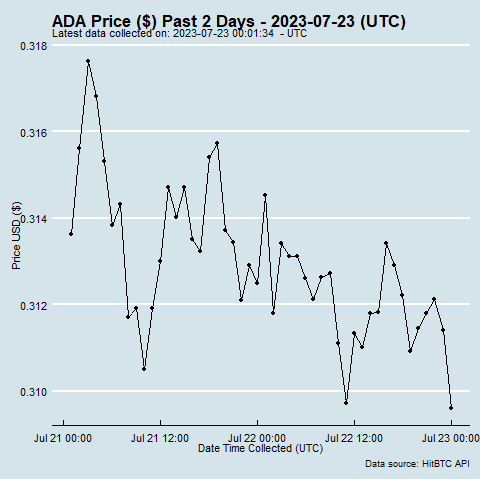 ADA Price ($) Past 2 Days - 2023-07-23 (UTC)
Latest data collected on: 2023-07-23 00:01:34  - UTC
0.318
0.316
0.314
0.312
0.310
Price USD ($)
Jul 21 00:00 Jul 21 12:00 Jul 22 00:00 Jul 22 12:00 Jul 23 00:00
Date Time Collected (UTC)
Data source: HitBTC API